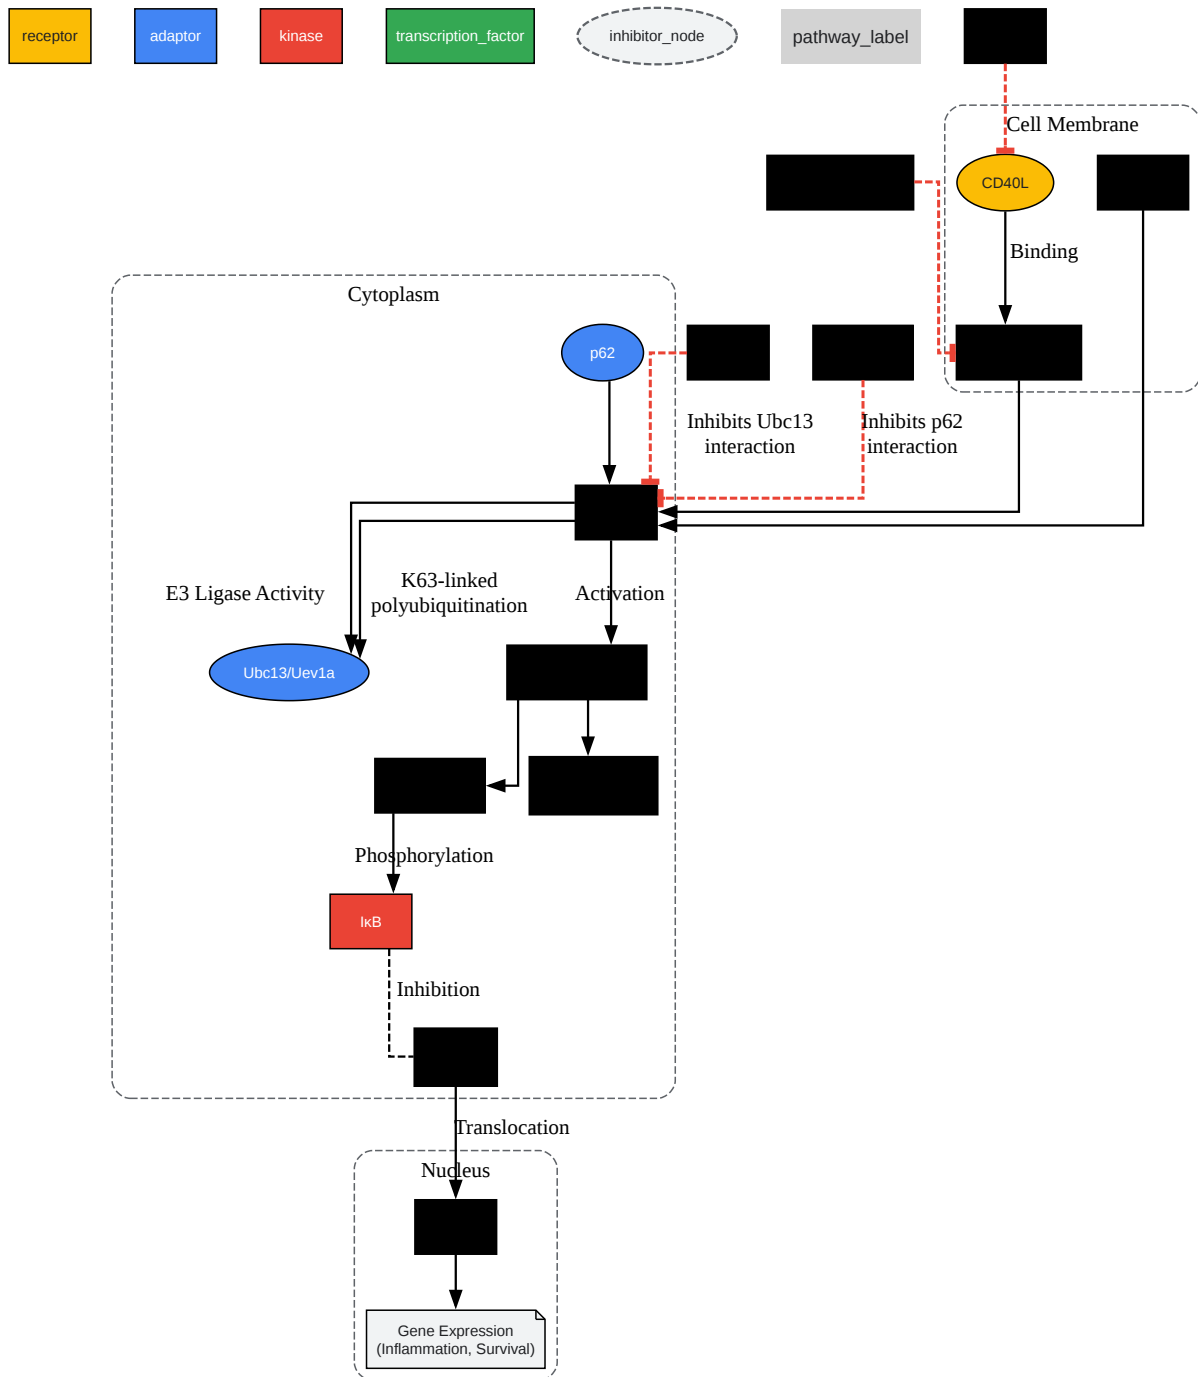 receptor
adaptor
kinase
transcription_factor
inhibitor_node
pathway_label
Cell Membrane
CD40L
Binding
Cytoplasm
p62
Inhibits Ubc13
interaction
Inhibits p62
interaction
E3 Ligase Activity
K63-linked
polyubiquitination
Activation
Ubc13/Uev1a
Phosphorylation
IκB
Inhibition
Translocation
Nucleus
Gene Expression
(Inflammation, Survival)